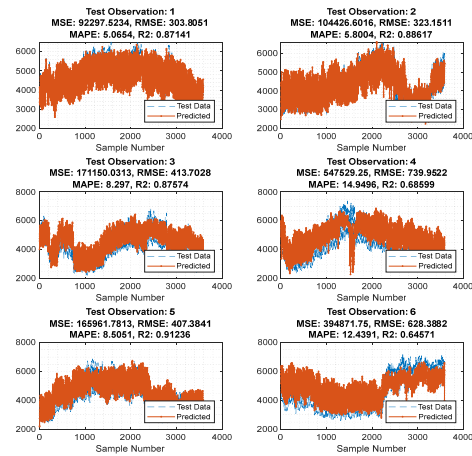 Test Observation: 1
MSE: 92297.5234, RMSE: 303.8051
MAPE: 5.0654, R2: 0.87141
6000
5000
4000
3000
2000
0 1000 2000 3000 4000
Sample Number
Test Data
Predicted
Test Observation: 2
MSE: 104426.6016, RMSE: 323.1511
MAPE: 5.8004, R2: 0.88617
6000
5000
4000
3000
2000
0 1000 2000 3000 4000
Sample Number
Test Data
Predicted
Test Observation: 3
MSE: 171150.0313, RMSE: 413.7028
MAPE: 8.297, R2: 0.87574
8000
6000
4000
2000
0 1000 2000 3000 4000
Sample Number
Test Data
Predicted
Test Observation: 4
MSE: 547529.25, RMSE: 739.9522
MAPE: 14.9496, R2: 0.68599
8000
6000
4000
2000
0 1000 2000 3000 4000
Sample Number
Test Data
Predicted
Test Observation: 5
MSE: 165961.7813, RMSE: 407.3841
MAPE: 8.5051, R2: 0.91236
8000
6000
4000
2000
0 1000 2000 3000 4000
Sample Number
Test Data
Predicted
Test Observation: 6
MSE: 394871.75, RMSE: 628.3882
MAPE: 12.4391, R2: 0.64571
8000
6000
4000
2000
0 1000 2000 3000 4000
Sample Number
Test Data
Predicted